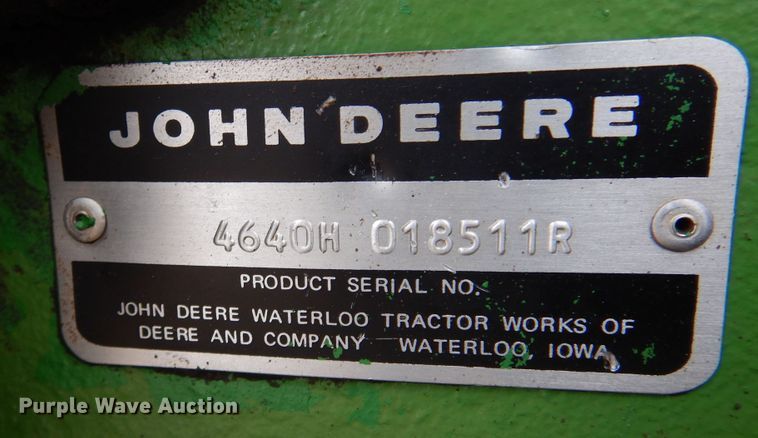 JOHN DEERE
4640H 018511R
PRODUCT SERIAL NO.
JOHN DEERE WATERLOO TRACTOR WORKS OF
DEERE AND COMPANY WATERLOO, IOWA
Purple Wave Auction